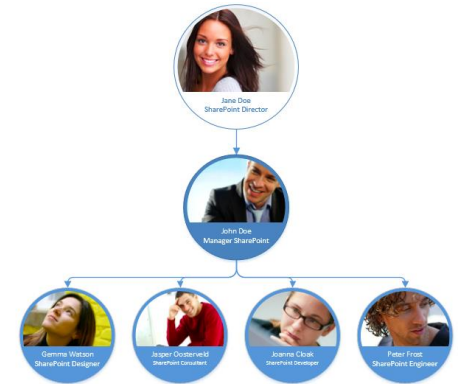 Jane Doe
SharePoint Director
John Doe
Manager SharePoint
Gemma Watson
SharePoint Designer
Jasper Oosterveld
SharePoint Consultant
Joanna Cloak
SharePoint Developer
Peter Frost
SharePoint Engineer